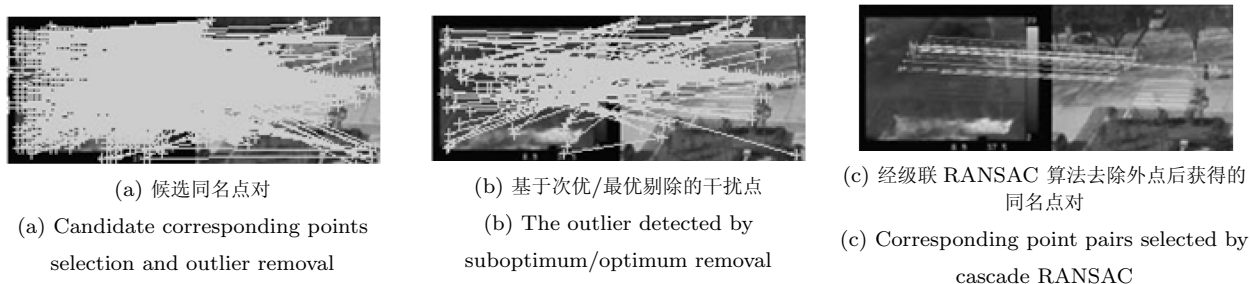 (a) 候选同名点对
(a) Candidate corresponding points
selection and outlier removal
(b) 基于次优/最优剔除的干扰点
(b) The outlier detected by
suboptimum/optimum removal
(c) 经级联 RANSAC 算法去除外点后获得的
同名点对
(c) Corresponding point pairs selected by
cascade RANSAC